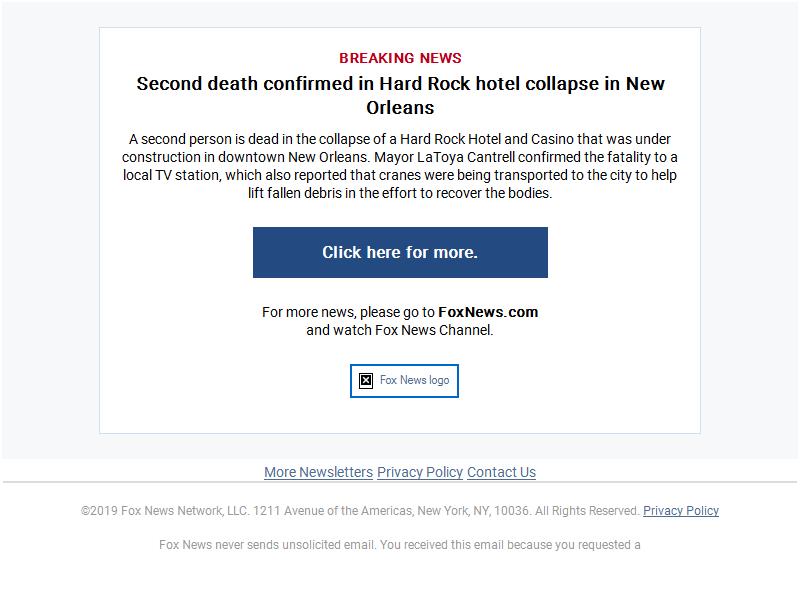 BREAKING NEWS
Second death confirmed in Hard Rock hotel collapse in New
Orleans
A second person is dead in the collapse of a Hard Rock Hotel and Casino that was under
construction in downtown New Orleans. Mayor LaToya Cantrell confirmed the fatality to a
local TV station, which also reported that cranes were being transported to the city to help
lift fallen debris in the effort to recover the bodies.
Click here for more.
For more news, please go to FoxNews.com
and watch Fox News Channel.
Fox News logo
More Newsletters Privacy Policy Contact Us
©2019 Fox News Network, LLC. 1211 Avenue of the Americas, New York, NY, 10036. All Rights Reserved. Privacy Policy
Fox News never sends unsolicited email. You received this email because you requested a